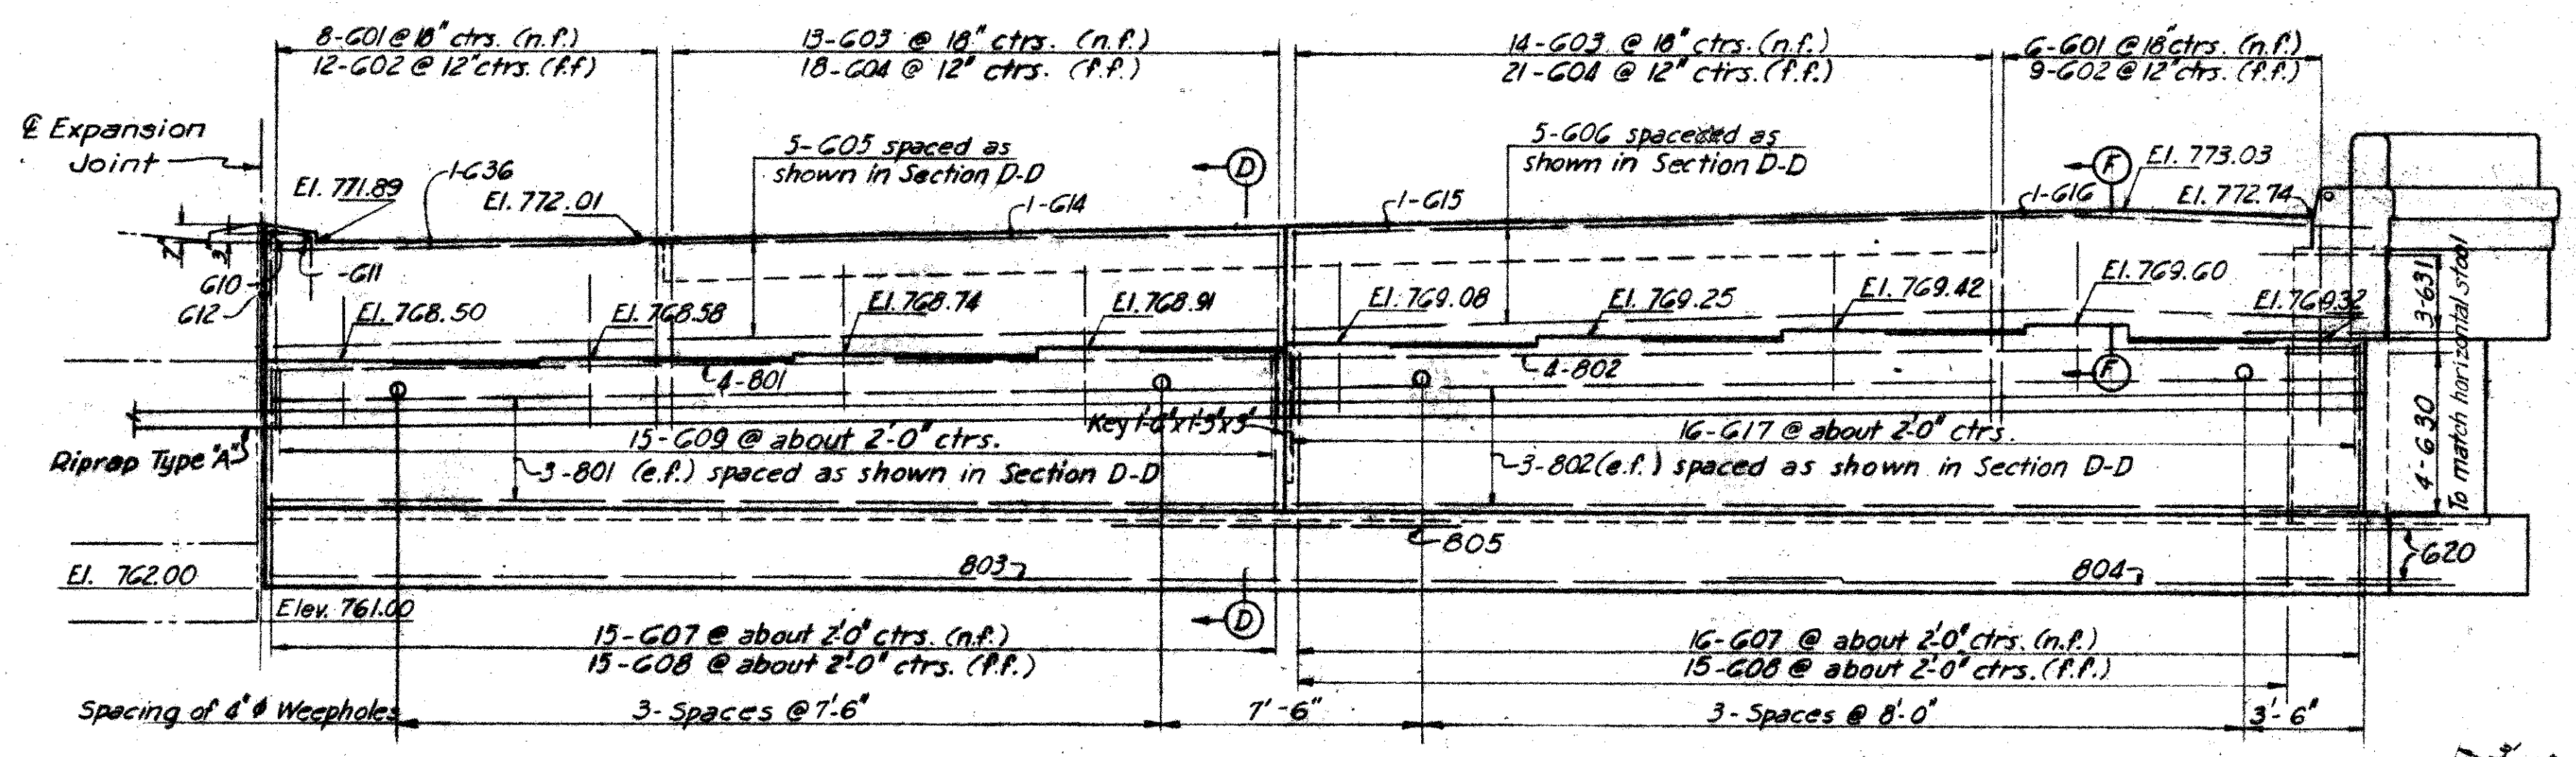 8-601 @ 18" ctrs. (n.f.)
12-602 @ 12" ctrs. (f.f)
13-603 @ 18" ctrs. (n.f.)
18-604 @ 12" ctrs. (f.f.)
14-603 @ 18" ctrs. (n.f.)
21-604 @ 12" ctrs. (f.f.)
6-601 @ 18" ctrs. (n.f.)
9-602 @ 12" ctrs. (f.f.)
℄ Expansion
Joint
5-605 spaced as
shown in Section D-D
5-606 spaceded as
shown in Section D-D
D
F
El. 773.03
El. 771.89
1-636
El. 772.01
1-614
1-615
1-616
El. 772.74
7"
3"
610
611
612
El. 768.50
El. 768.58
El. 768.74
El. 768.91
El. 769.08
El. 769.25
El. 769.42
El. 769.60
El. 769.32
3-631
4-630
To match horizontal steel
4-801
4-802
F
Riprap Type "A"
15-609 @ about 2'-0" ctrs.
16-617 @ about 2'-0" ctrs.
3-801 (e.f.) spaced as shown in Section D-D
3-802 (e.f.) spaced as shown in Section D-D
805
620
El. 762.00
803
804
Elev. 761.00
D
15-607 @ about 2'-0" ctrs. (n.f.)
15-608 @ about 2'-0" ctrs. (f.f.)
16-607 @ about 2'-0" ctrs. (n.f.)
15-608 @ about 2'-0" ctrs. (f.f.)
Spacing of 4" ϕ Weepholes
3- Spaces @ 7'-6"
7'-6"
3- Spaces @ 8'-0"
3'-6"